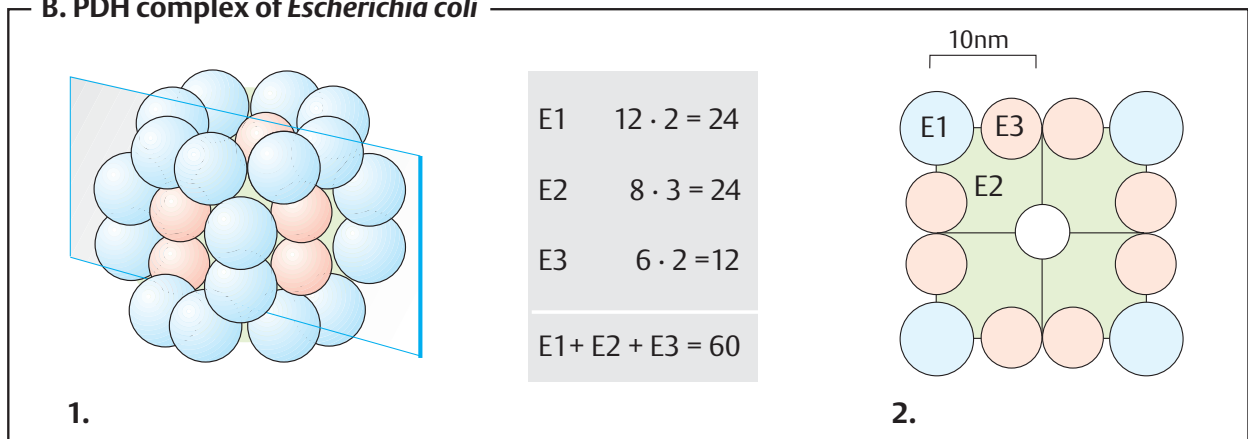 B. PDH complex of Escherichia coli
10nm
E1 12 · 2 = 24
E2 8 · 3 = 24
E3 6 · 2 =12
E1+ E2 + E3 = 60
E1 E3
E2
1.
2.